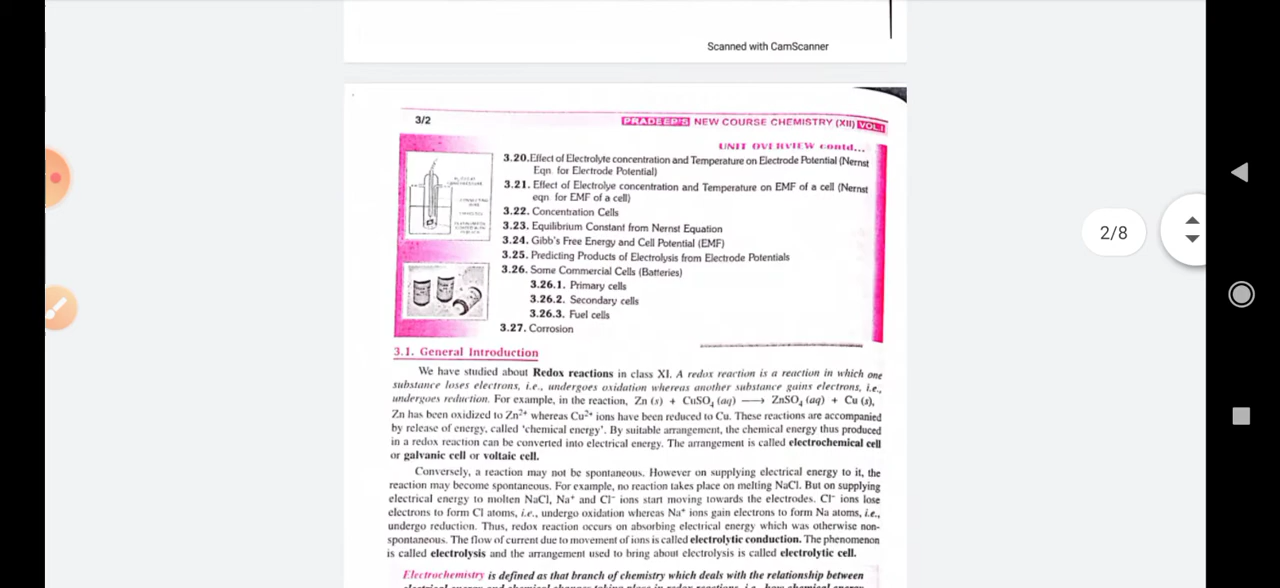 Scanned with CamScanner
3/2
PRADEEP'S NEW COURSE CHEMISTRY (XII) VOL.I
UNIT OVERVIEW contd...
3.20.Effect of Electrolyte concentration and Temperature on Electrode Potential (Nernst
Eqn. for Electrode Potential)
3.21. Effect of Electrolye concentration and Temperature on EMF of a cell (Nernst
eqn for EMF of a cell)
3.22. Concentration Cells
3.23. Equilibrium Constant from Nernst Equation
3.24. Gibb's Free Energy and Cell Potential (EMF)
3.25. Predicting Products of Electrolysis from Electrode Potentials
3.26. Some Commercial Cells (Batteries)
3.26.1. Primary cells
3.26.2. Secondary cells
3.26.3. Fuel cells
3.27. Corrosion
2/8
3.1. General Introduction
We have studied about Redox reactions in class XI. A redox reaction is a reaction in which one
substance loses electrons, i.e., undergoes oxidation whereas another substance gains electrons, i.e.,
undergoes reduction. For example, in the reaction, Zn (s) + CuSO₄ (aq) ⟶ ZnSO₄ (aq) + Cu (s),
Zn has been oxidized to Zn²⁺ whereas Cu²⁺ ions have been reduced to Cu. These reactions are accompanied
by release of energy, called 'chemical energy'. By suitable arrangement, the chemical energy thus produced
in a redox reaction can be converted into electrical energy. The arrangement is called electrochemical cell
or galvanic cell or voltaic cell.
Conversely, a reaction may not be spontaneous. However on supplying electrical energy to it, the
reaction may become spontaneous. For example, no reaction takes place on melting NaCl. But on supplying
electrical energy to molten NaCl, Na⁺ and Cl⁻ ions start moving towards the electrodes. Cl⁻ ions lose
electrons to form Cl atoms, i.e., undergo oxidation whereas Na⁺ ions gain electrons to form Na atoms, i.e.,
undergo reduction. Thus, redox reaction occurs on absorbing electrical energy which was otherwise non-
spontaneous. The flow of current due to movement of ions is called electrolytic conduction. The phenomenon
is called electrolysis and the arrangement used to bring about electrolysis is called electrolytic cell.
Electrochemistry is defined as that branch of chemistry which deals with the relationship between